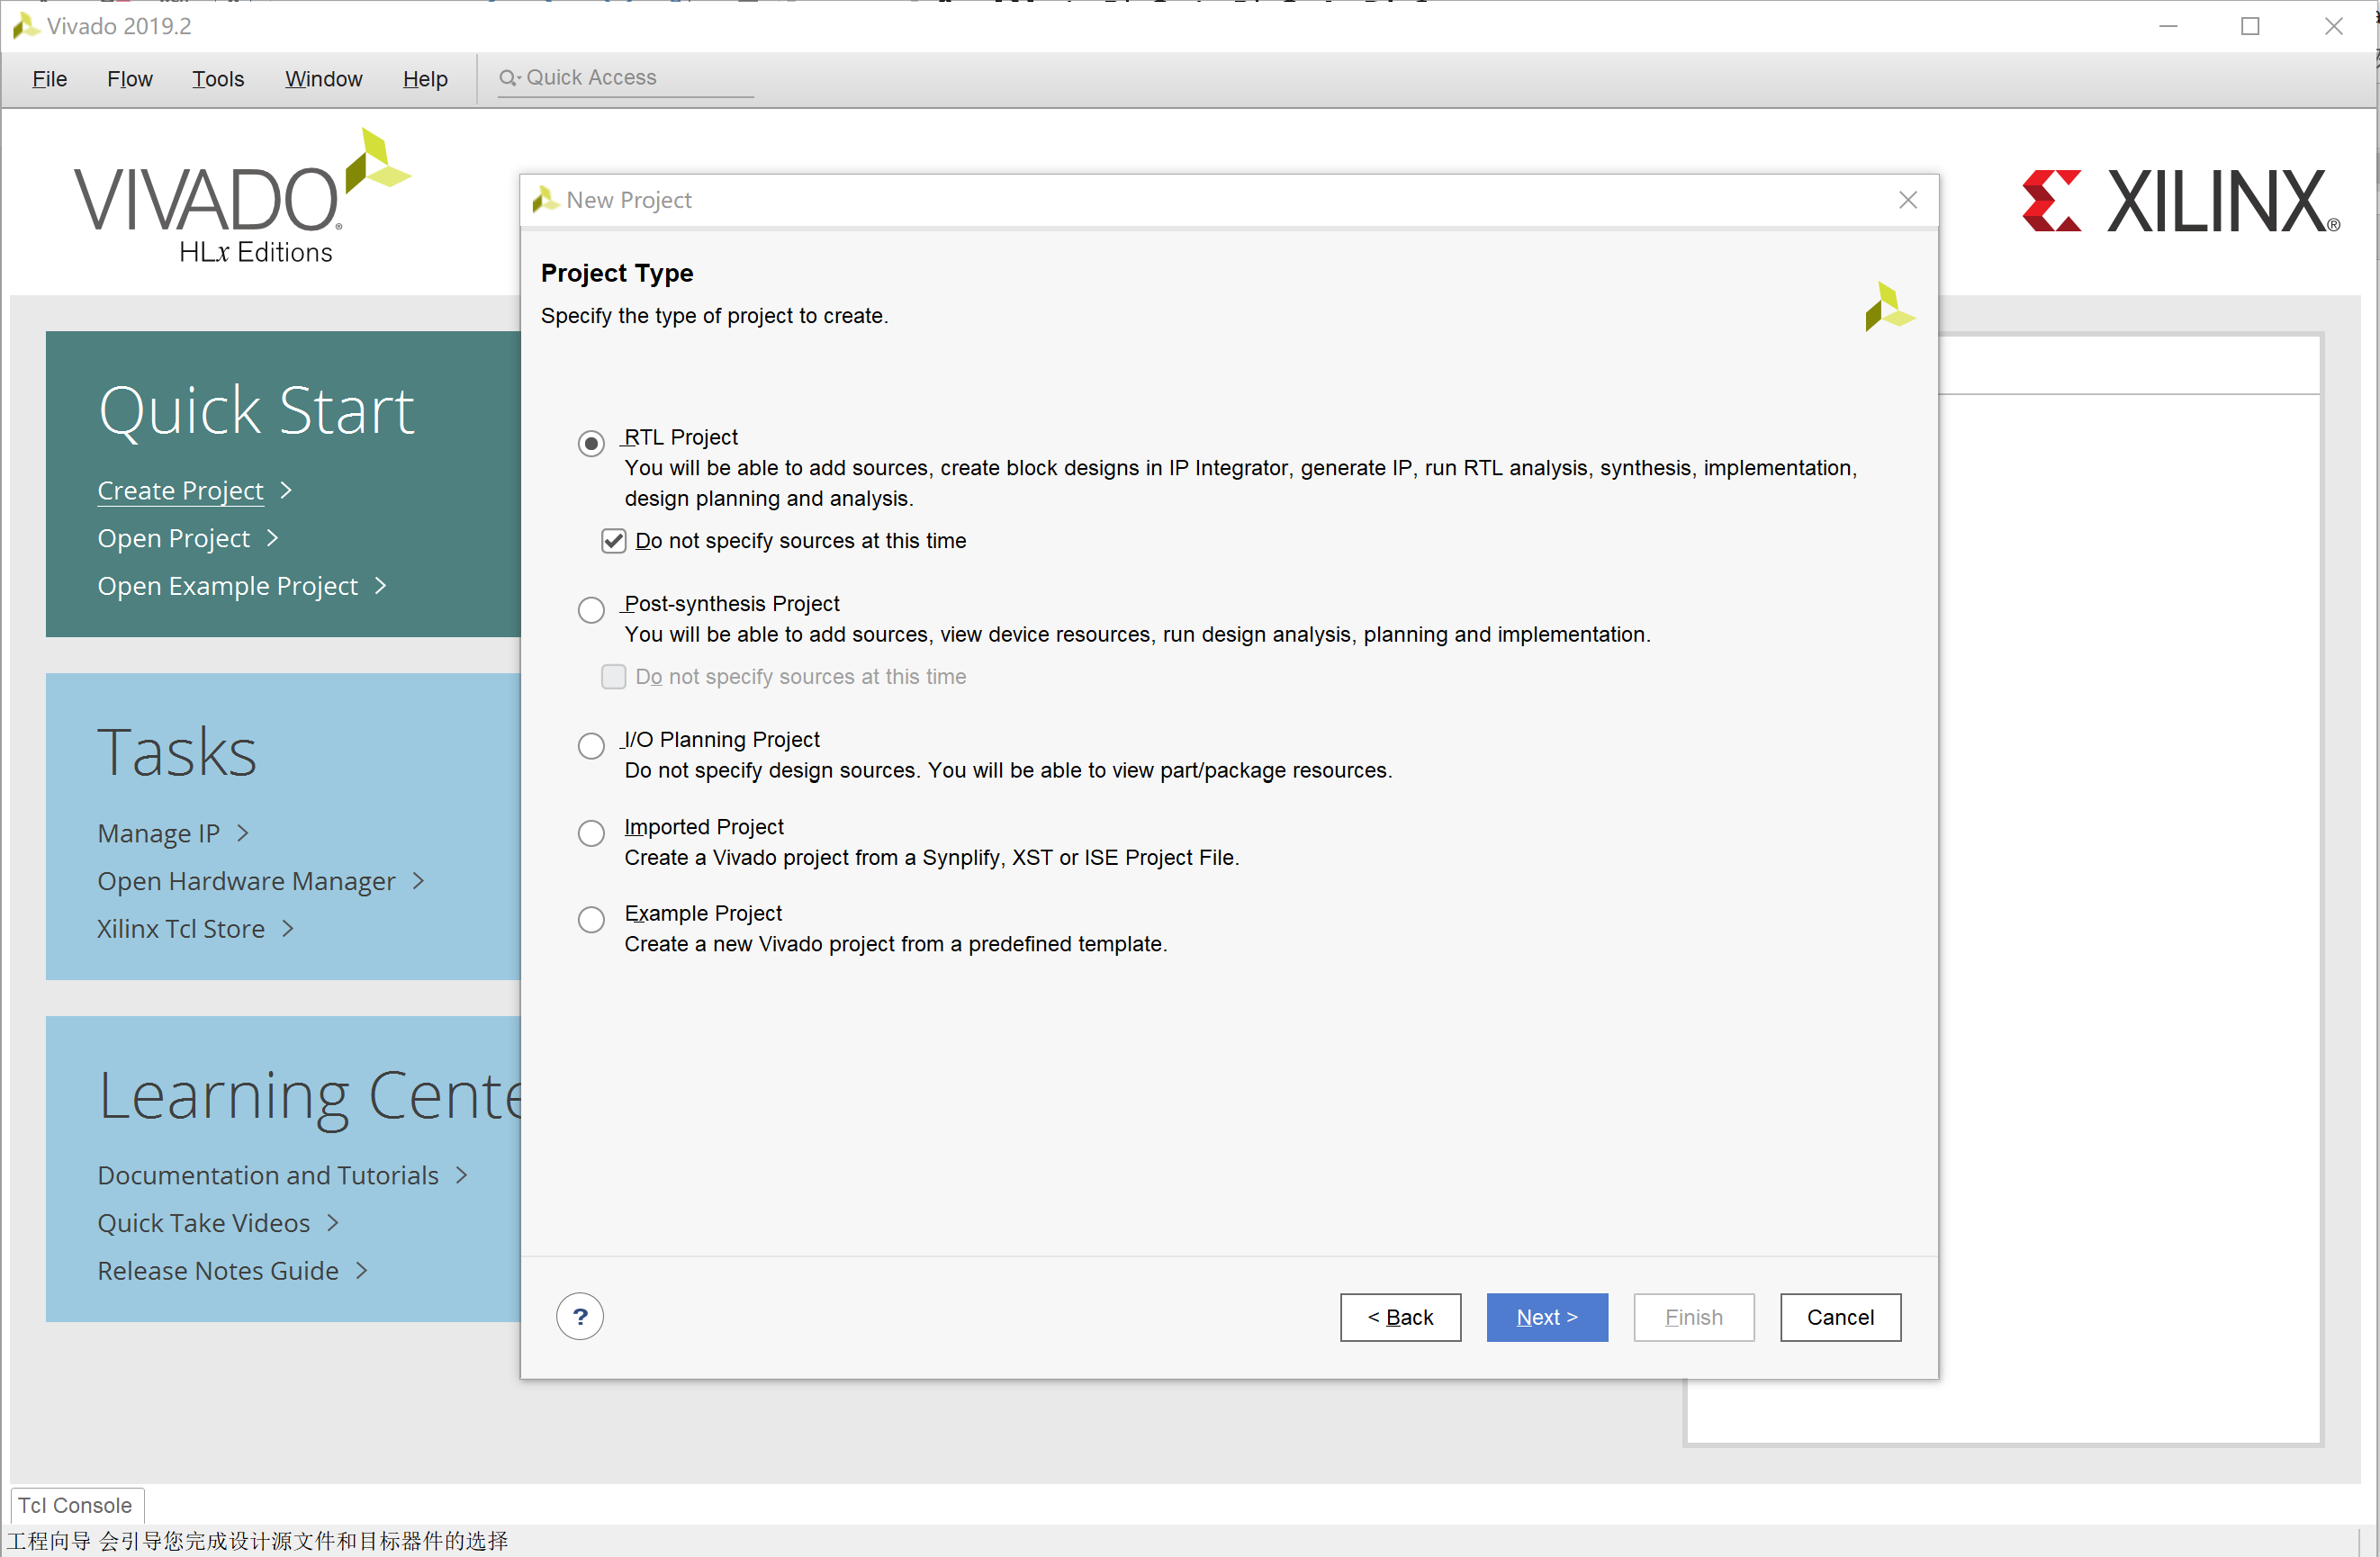 Vivado 2019.2
File Flow Tools Window Help Quick Access
VIVADO®
HLx Editions
XILINX®
New Project
Project Type
Specify the type of project to create.
RTL Project
You will be able to add sources, create block designs in IP Integrator, generate IP, run RTL analysis, synthesis, implementation,
design planning and analysis.
Do not specify sources at this time
Post-synthesis Project
You will be able to add sources, view device resources, run design analysis, planning and implementation.
Do not specify sources at this time
I/O Planning Project
Do not specify design sources. You will be able to view part/package resources.
Imported Project
Create a Vivado project from a Synplify, XST or ISE Project File.
Example Project
Create a new Vivado project from a predefined template.
? < Back Next > Finish Cancel
Quick Start
Create Project >
Open Project >
Open Example Project >
Tasks
Manage IP >
Open Hardware Manager >
Xilinx Tcl Store >
Learning Cente
Documentation and Tutorials >
Quick Take Videos >
Release Notes Guide >
Tcl Console
工程向导 会引导您完成设计源文件和目标器件的选择